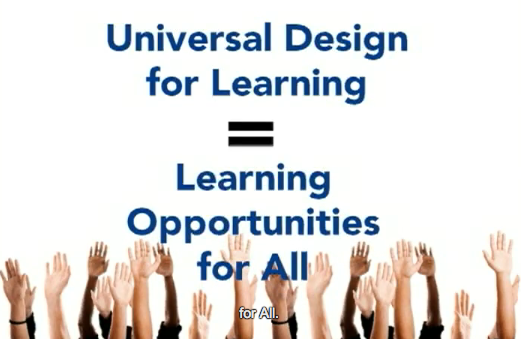 Universal Design
for Learning
=
Learning
Opportunities
for All
for All.